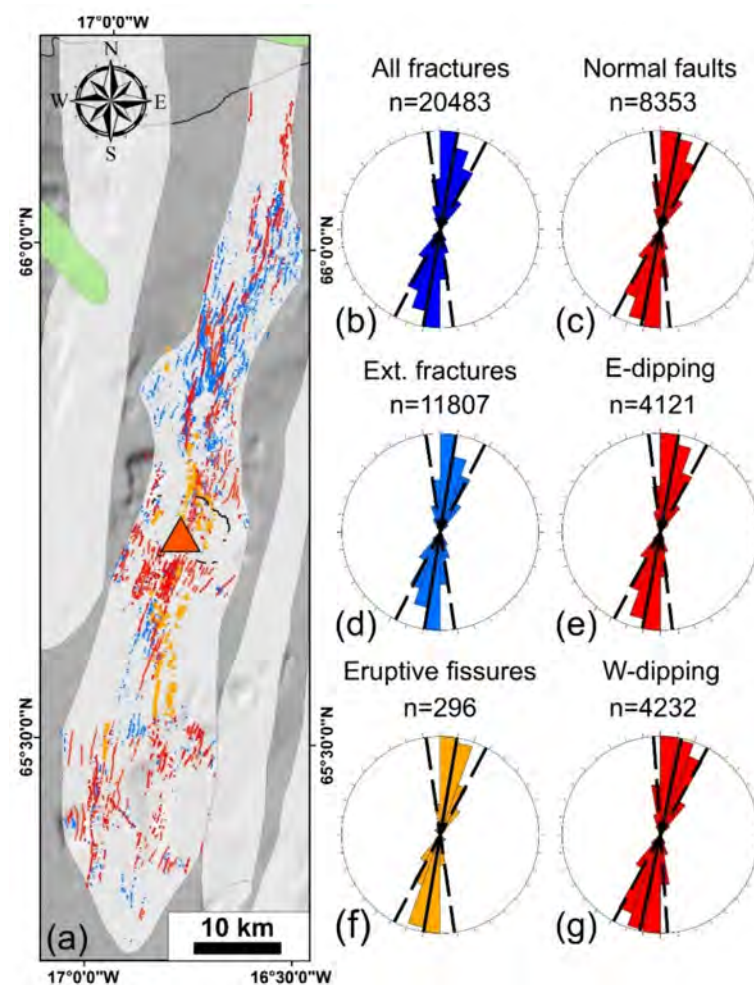 17°0'0"W
N
W E
S
66°0'0"N
66°0'0"N
65°30'0"N
65°30'0"N
(a)
10 km
17°0'0"W
16°30'0"W
All fractures
n=20483
(b)
Normal faults
n=8353
(c)
Ext. fractures
n=11807
(d)
E-dipping
n=4121
(e)
Eruptive fissures
n=296
(f)
W-dipping
n=4232
(g)